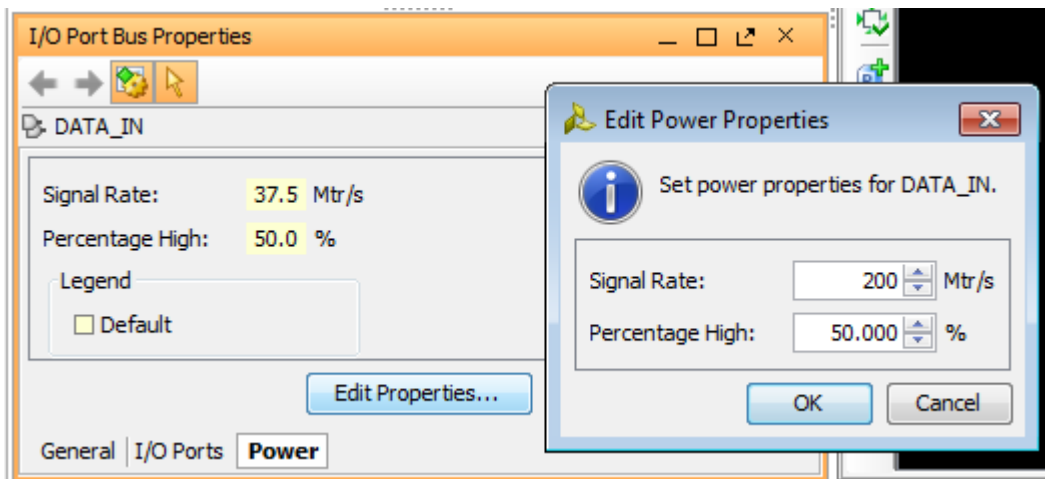 I/O Port Bus Properties
DATA_IN
Signal Rate: 37.5 Mtr/s
Percentage High: 50.0 %
Legend
Default
Edit Properties...
General I/O Ports Power
Edit Power Properties
Set power properties for DATA_IN.
Signal Rate: 200 Mtr/s
Percentage High: 50.000 %
OK Cancel